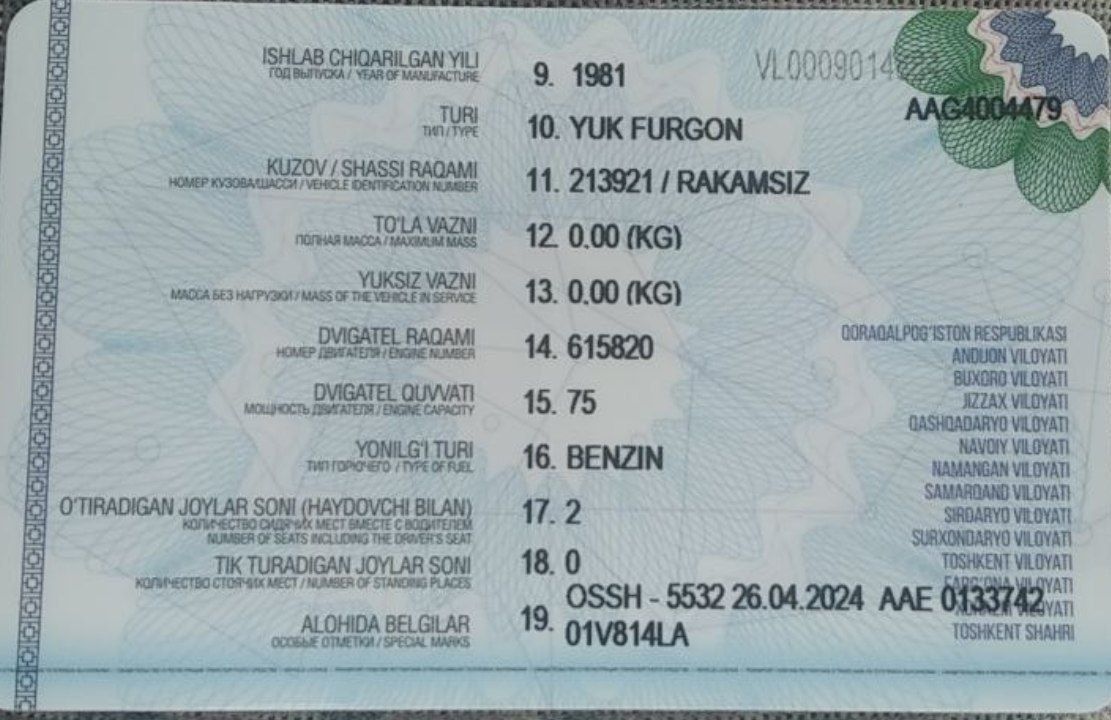 ISHLAB CHIQARILGAN YILI
ГОД ВЫПУСКА / YEAR OF MANUFACTURE
9. 1981
AAG4004479
TURI
ТИП / TYPE
10. YUK FURGON
KUZOV / SHASSI RAQAMI
НОМЕР КУЗОВА/ШАССИ / VEHICLE IDENTIFICATION NUMBER
11. 213921 / RAKAMSIZ
TO'LA VAZNI
ПОЛНАЯ МАССА / MAXIMUM MASS
12. 0.00 (KG)
YUKSIZ VAZNI
МАССА БЕЗ НАГРУЗКИ / MASS OF THE VEHICLE IN SERVICE
13. 0.00 (KG)
DVIGATEL RAQAMI
НОМЕР ДВИГАТЕЛЯ / ENGINE NUMBER
14. 615820
DVIGATEL QUVVATI
МОЩНОСТЬ ДВИГАТЕЛЯ / ENGINE CAPACITY
15. 75
YONILG'I TURI
ТИП ГОРЮЧЕГО / TYPE OF FUEL
16. BENZIN
O'TIRADIGAN JOYLAR SONI (HAYDOVCHI BILAN)
КОЛИЧЕСТВО СИДЯЧИХ МЕСТ ВМЕСТЕ С ВОДИТЕЛЕМ
NUMBER OF SEATS INCLUDING THE DRIVER'S SEAT
17. 2
TIK TURADIGAN JOYLAR SONI
КОЛИЧЕСТВО СТОЯЧИХ МЕСТ / NUMBER OF STANDING PLACES
18. 0
ALOHIDA BELGILAR
ОСОБЫЕ ОТМЕТКИ / SPECIAL MARKS
19. OSSH - 5532 26.04.2024 AAE 0133742
01V814LA
QORAQALPOG'ISTON RESPUBLIKASI
ANDIJON VILOYATI
BUXORO VILOYATI
JIZZAX VILOYATI
QASHQADARYO VILOYATI
NAVOIY VILOYATI
NAMANGAN VILOYATI
SAMARQAND VILOYATI
SIRDARYO VILOYATI
SURXONDARYO VILOYATI
TOSHKENT VILOYATI
FARG'ONA VILOYATI
VILOYATI
TOSHKENT SHAHRI